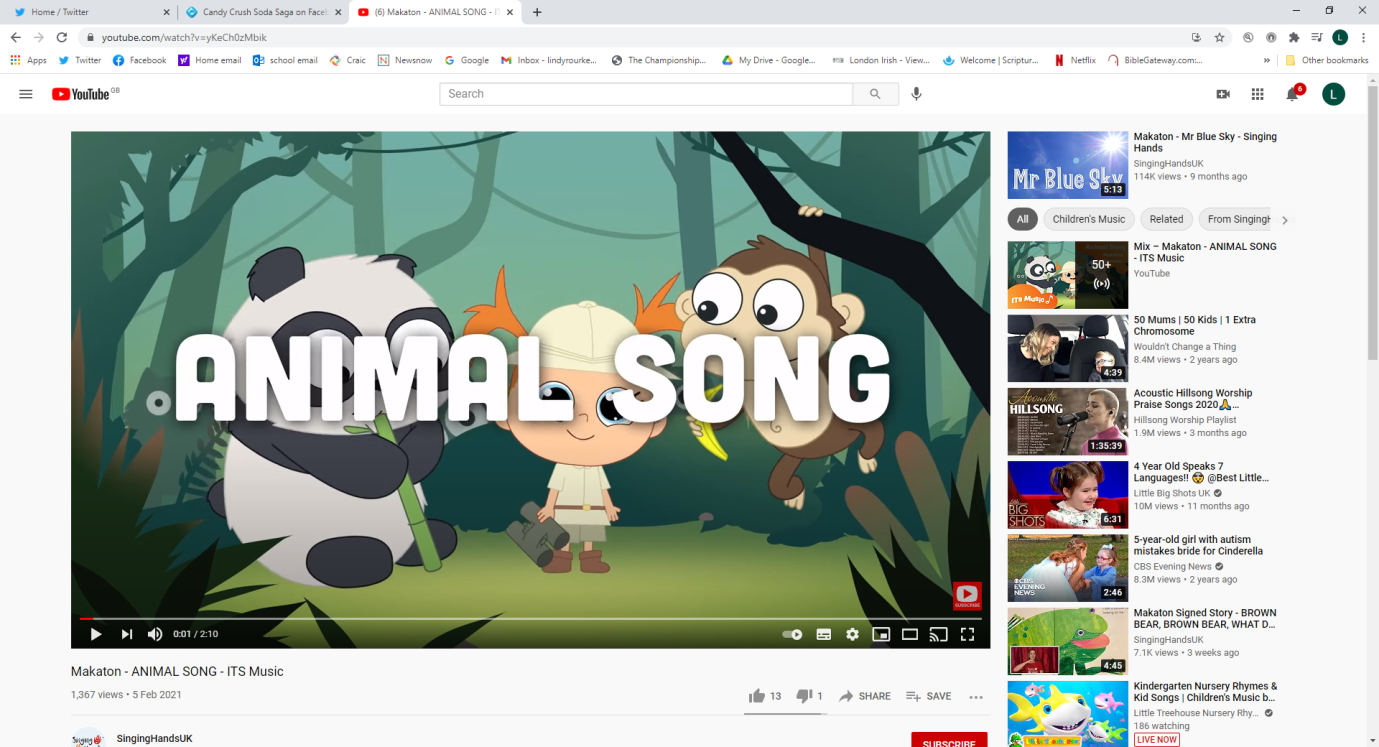 Home / Twitter
Candy Crush Soda Saga on Faceb
(6) Makaton - ANIMAL SONG - IT
youtube.com/watch?v=yKeCh0zMbik
L
Apps
Twitter
Facebook
Home email
school email
Craic
Newsnow
Google
Inbox - lindyrourke...
The Championship...
My Drive - Google...
London Irish - View...
Welcome | Scriptur...
Netflix
BibleGateway.com:...
»
Other bookmarks
YouTube GB
Search
6
L
ANIMAL SONG
SUBSCRIBE
0:01 / 2:10
Makaton - ANIMAL SONG - ITS Music
1,367 views • 5 Feb 2021
13
1
SHARE
SAVE
SingingHandsUK
SUBSCRIBE
Mr Blue Sky
5:13
Makaton - Mr Blue Sky - Singing
Hands
SingingHandsUK
114K views • 9 months ago
All
Children's Music
Related
From SingingH
ITS Music
50+
Mix – Makaton - ANIMAL SONG
- ITS Music
YouTube
4:39
50 Mums | 50 Kids | 1 Extra
Chromosome
Wouldn't Change a Thing
8.4M views • 2 years ago
Acoustic
HILLSONG
1:35:39
Acoustic Hillsong Worship
Praise Songs 2020🙏...
Hillsong Worship Playlist
1.9M views • 3 months ago
BIG
SHOTS
6:31
4 Year Old Speaks 7
Languages!! 😲 @Best Little...
Little Big Shots UK
10M views • 11 months ago
CBS
EVENING
NEWS
2:46
5-year-old girl with autism
mistakes bride for Cinderella
CBS Evening News
8.3M views • 2 years ago
4:45
Makaton Signed Story - BROWN
BEAR, BROWN BEAR, WHAT D...
SingingHandsUK
7.1K views • 3 weeks ago
Kindergarten Nursery Rhymes &
Kid Songs | Children's Music b...
Little Treehouse Nursery Rhy...
186 watching
LIVE NOW